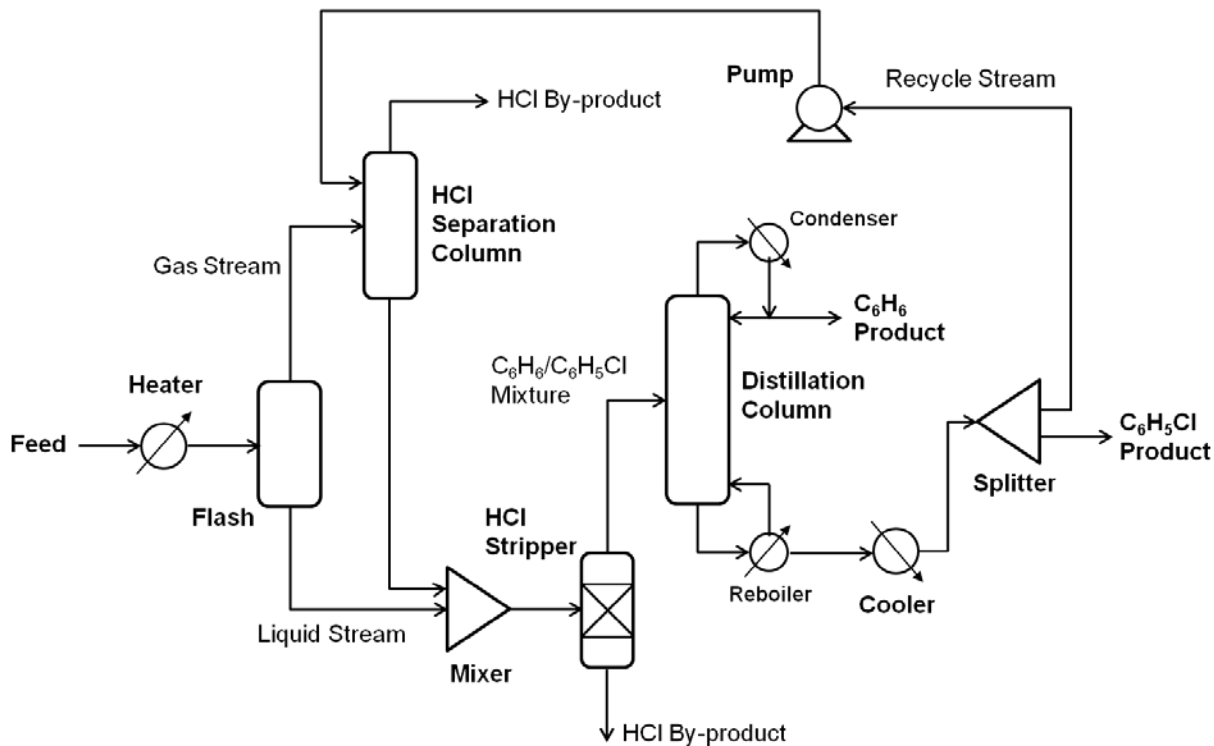 Pump
Recycle Stream
HCl By-product
HCl
Separation
Column
Condenser
Gas Stream
C₆H₆
Product
C₆H₆/C₆H₅Cl
Mixture
Heater
Distillation
Column
Feed
C₆H₅Cl
Product
Splitter
Flash
HCl
Stripper
Reboiler
Cooler
Liquid Stream
Mixer
HCl By-product